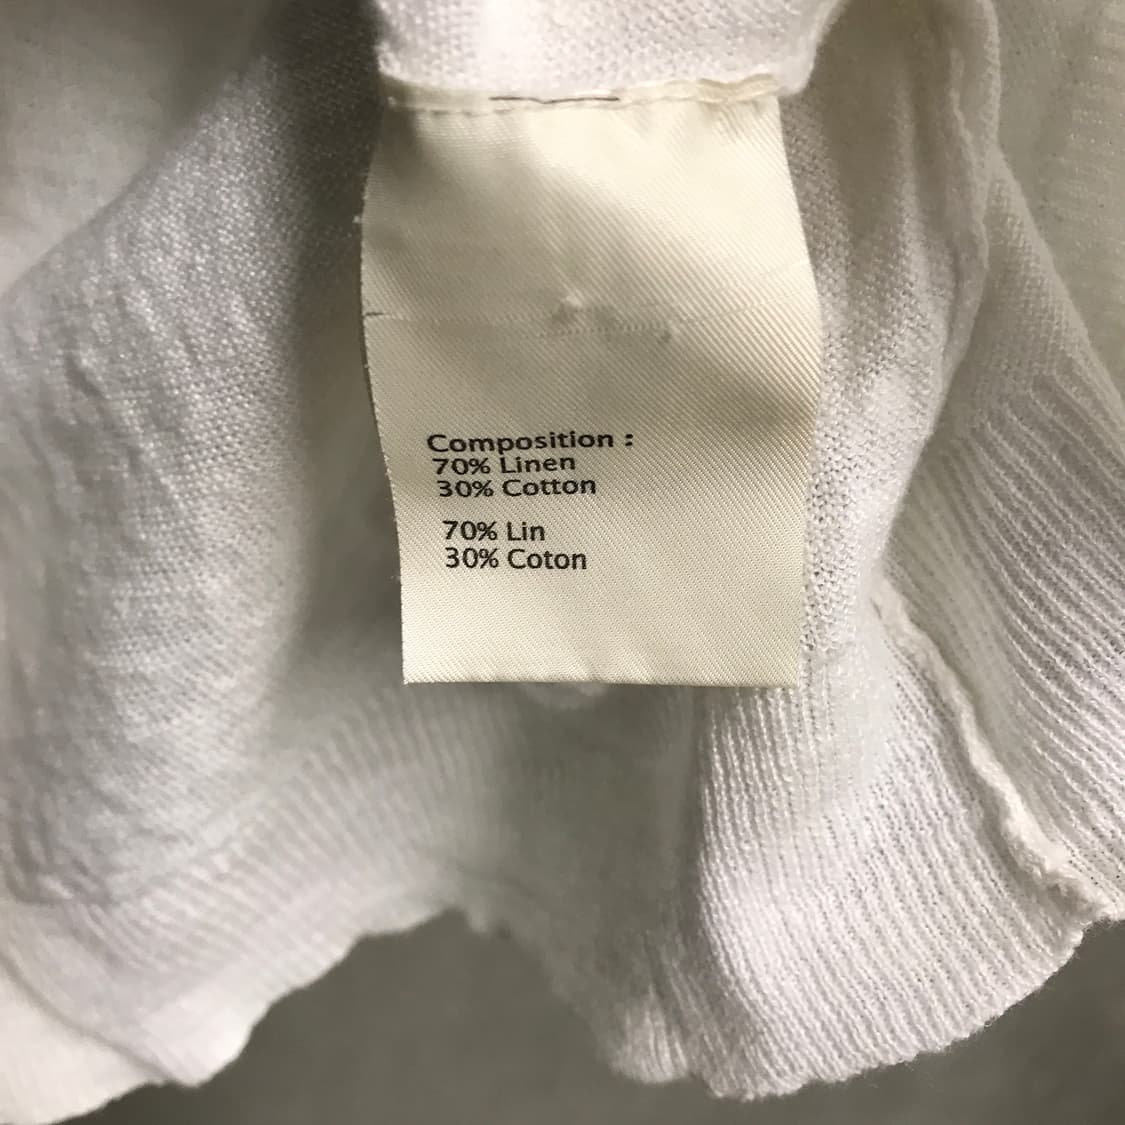 Composition :
70% Linen
30% Cotton
70% Lin
30% Coton